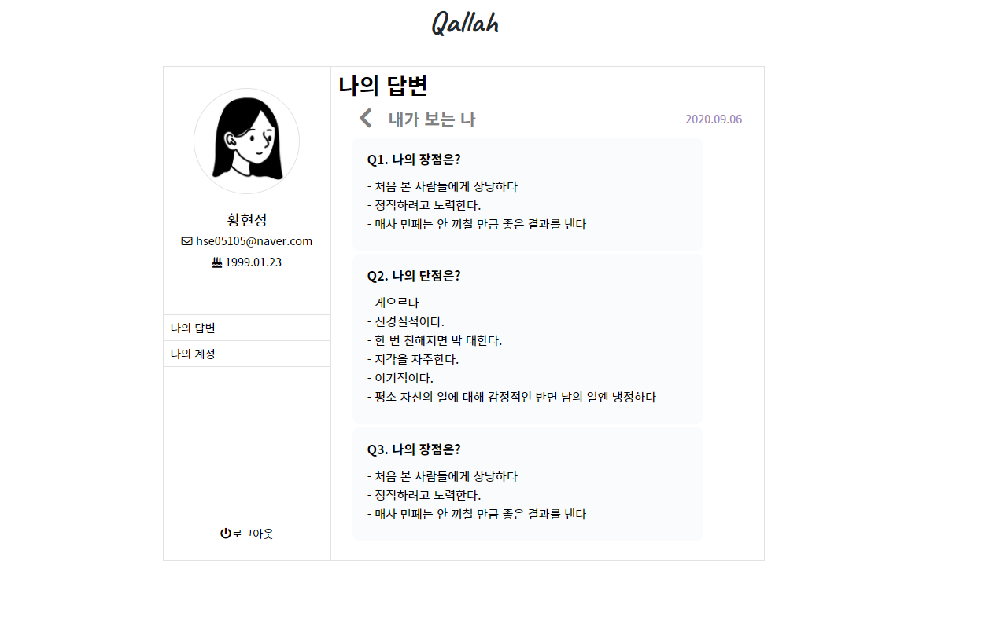 Qallah
황현정
hse05105@naver.com
1999.01.23
나의 답변
나의 계정
로그아웃
나의 답변
내가 보는 나
2020.09.06
Q1. 나의 장점은?
- 처음 본 사람들에게 상냥하다
- 정직하려고 노력한다.
- 매사 민폐는 안 끼칠 만큼 좋은 결과를 낸다
Q2. 나의 단점은?
- 게으르다
- 신경질적이다.
- 한 번 친해지면 막 대한다.
- 지각을 자주한다.
- 이기적이다.
- 평소 자신의 일에 대해 감정적인 반면 남의 일엔 냉정하다
Q3. 나의 장점은?
- 처음 본 사람들에게 상냥하다
- 정직하려고 노력한다.
- 매사 민폐는 안 끼칠 만큼 좋은 결과를 낸다